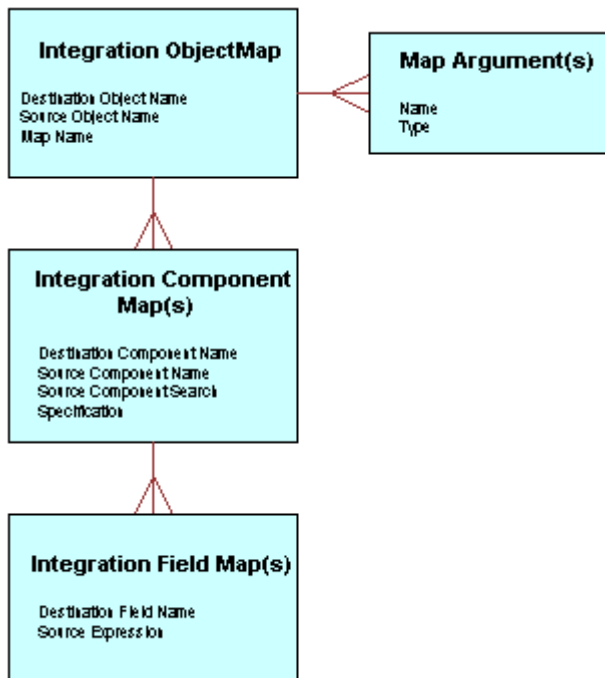 Integration ObjectMap
Destination Object Name
Source Object Name
Map Name
Map Argument(s)
Name
Type
Integration Component
Map(s)
Destination Component Name
Source Component Name
Source Component Search
Specification
Integration Field Map(s)
Destination Field Name
Source Expression